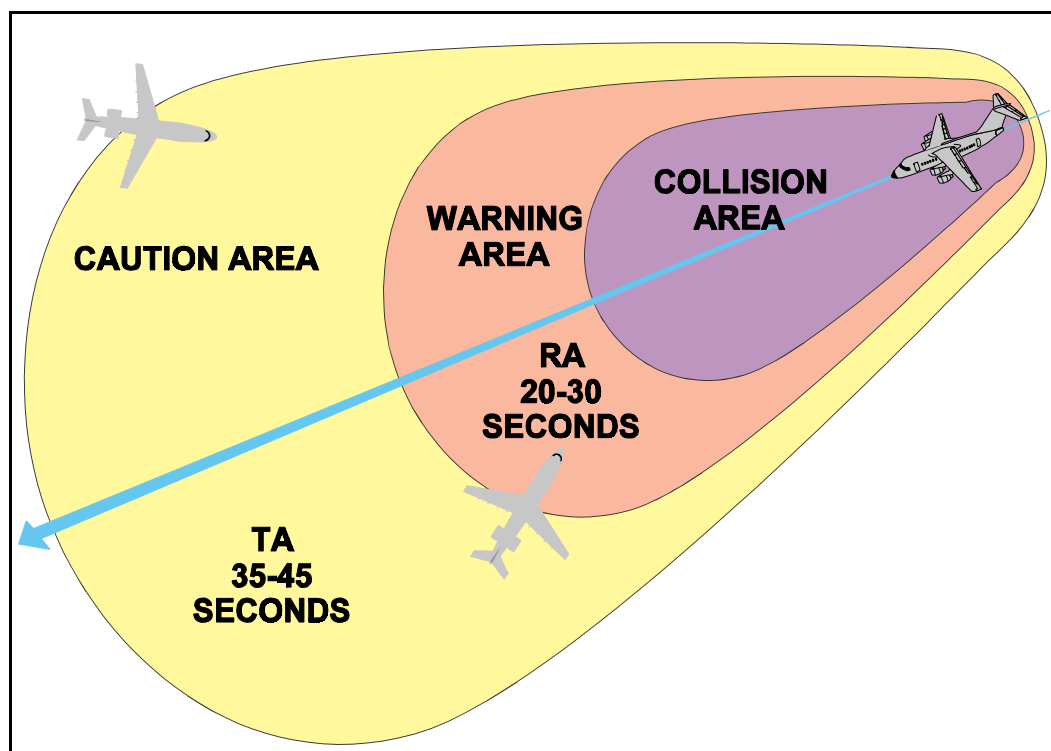 COLLISION
AREA
WARNING
AREA
CAUTION AREA
RA
20-30
SECONDS
TA
35-45
SECONDS